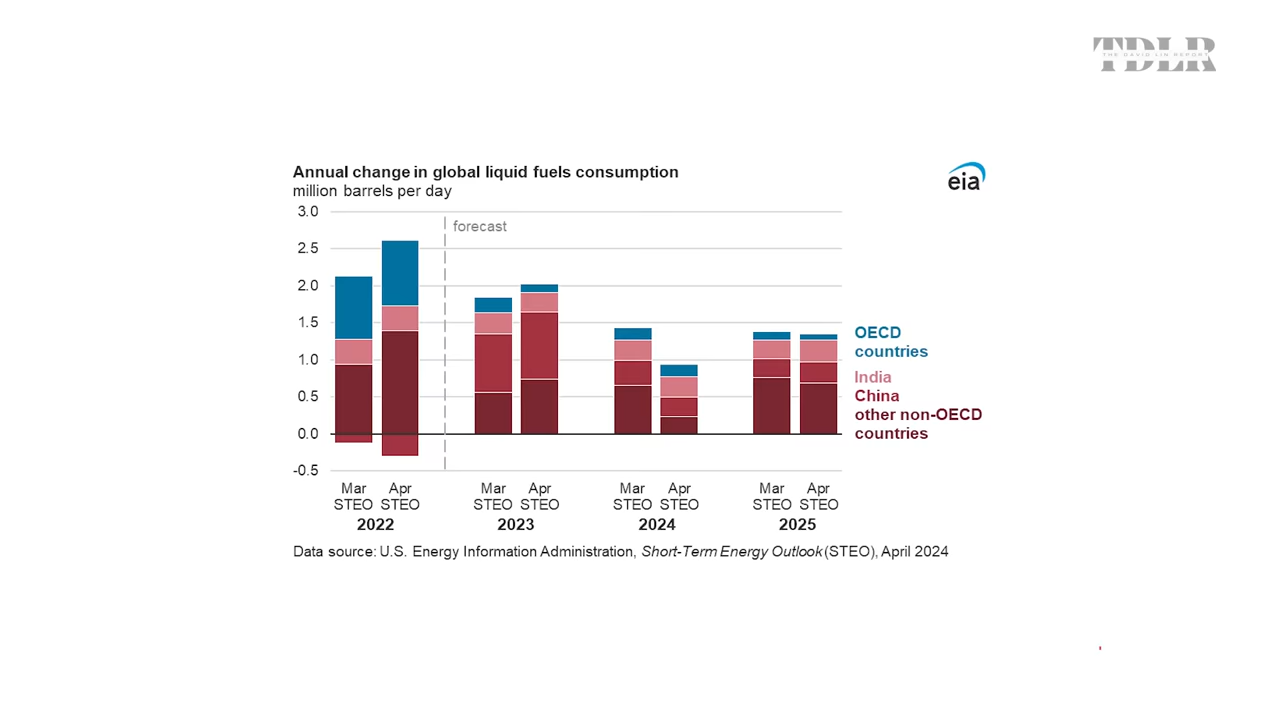 TDLR
THE DAVID LIN REPORT
Annual change in global liquid fuels consumption
million barrels per day
eia
3.0
2.5
2.0
1.5
1.0
0.5
0.0
-0.5
forecast
OECD
countries
India
China
other non-OECD
countries
Mar
STEO
Apr
STEO
2022
Mar
STEO
Apr
STEO
2023
Mar
STEO
Apr
STEO
2024
Mar
STEO
Apr
STEO
2025
Data source: U.S. Energy Information Administration, Short-Term Energy Outlook (STEO), April 2024